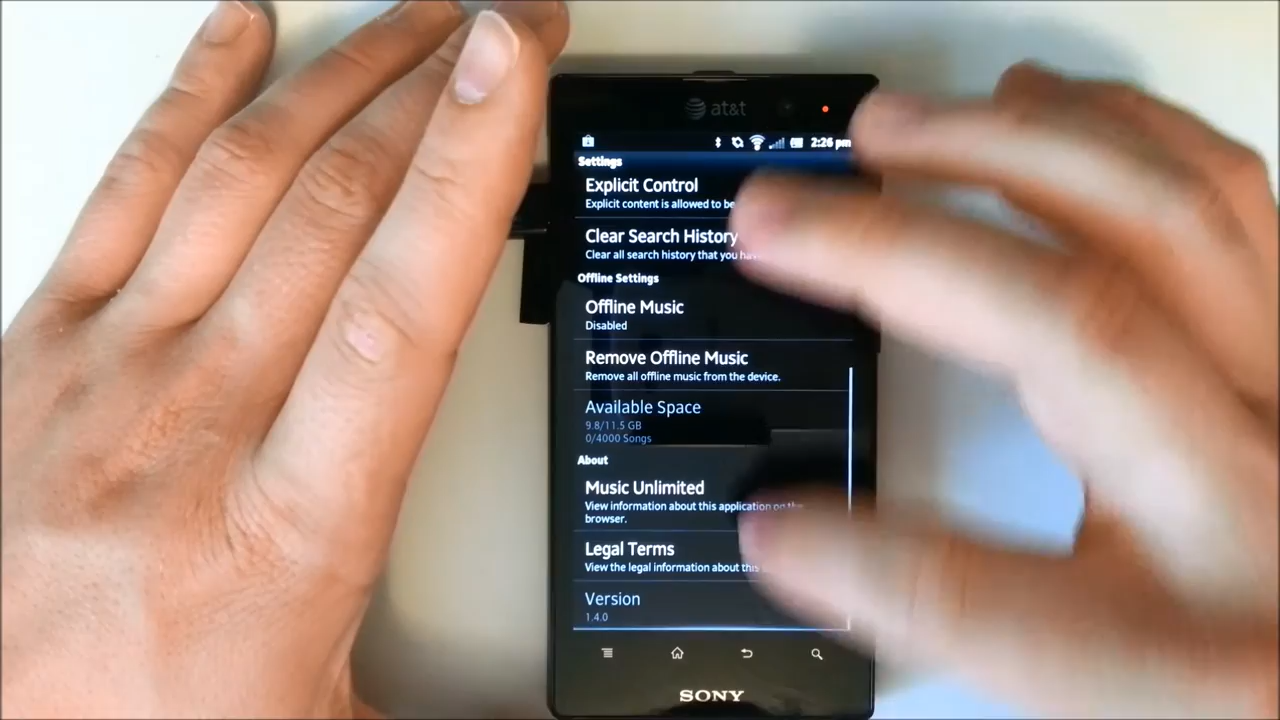 at&t
2:26 pm
Settings
Explicit Control
Explicit content is allowed to be
Clear Search History
Clear all search history that you have
Offline Settings
Offline Music
Disabled
Remove Offline Music
Remove all offline music from the device.
Available Space
9.8/11.5 GB
0/4000 Songs
About
Music Unlimited
View information about this application on the
browser.
Legal Terms
View the legal information about this
Version
1.4.0
SONY